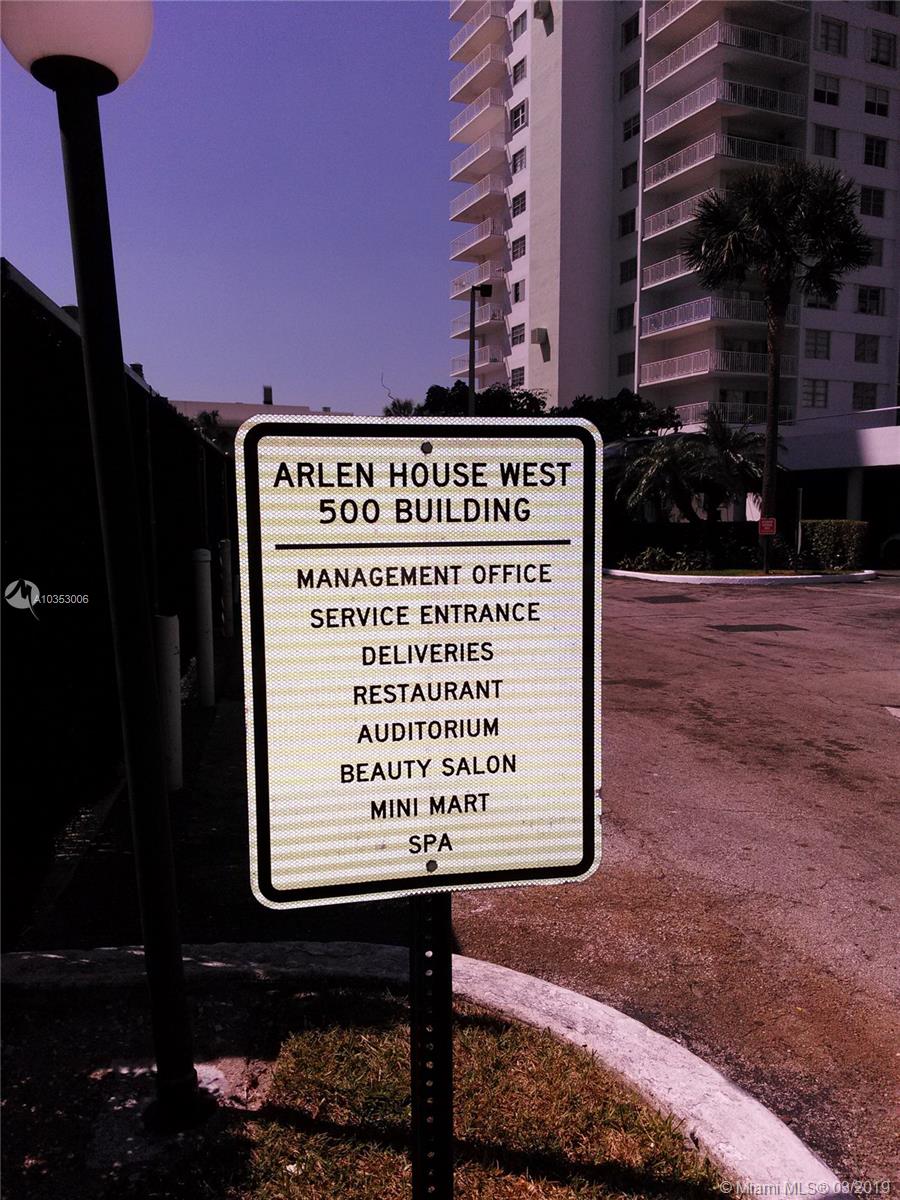 ARLEN HOUSE WEST
500 BUILDING
MANAGEMENT OFFICE
SERVICE ENTRANCE
DELIVERIES
RESTAURANT
AUDITORIUM
BEAUTY SALON
MINI MART
SPA
A10353006
©Miami MLS® 08/2019